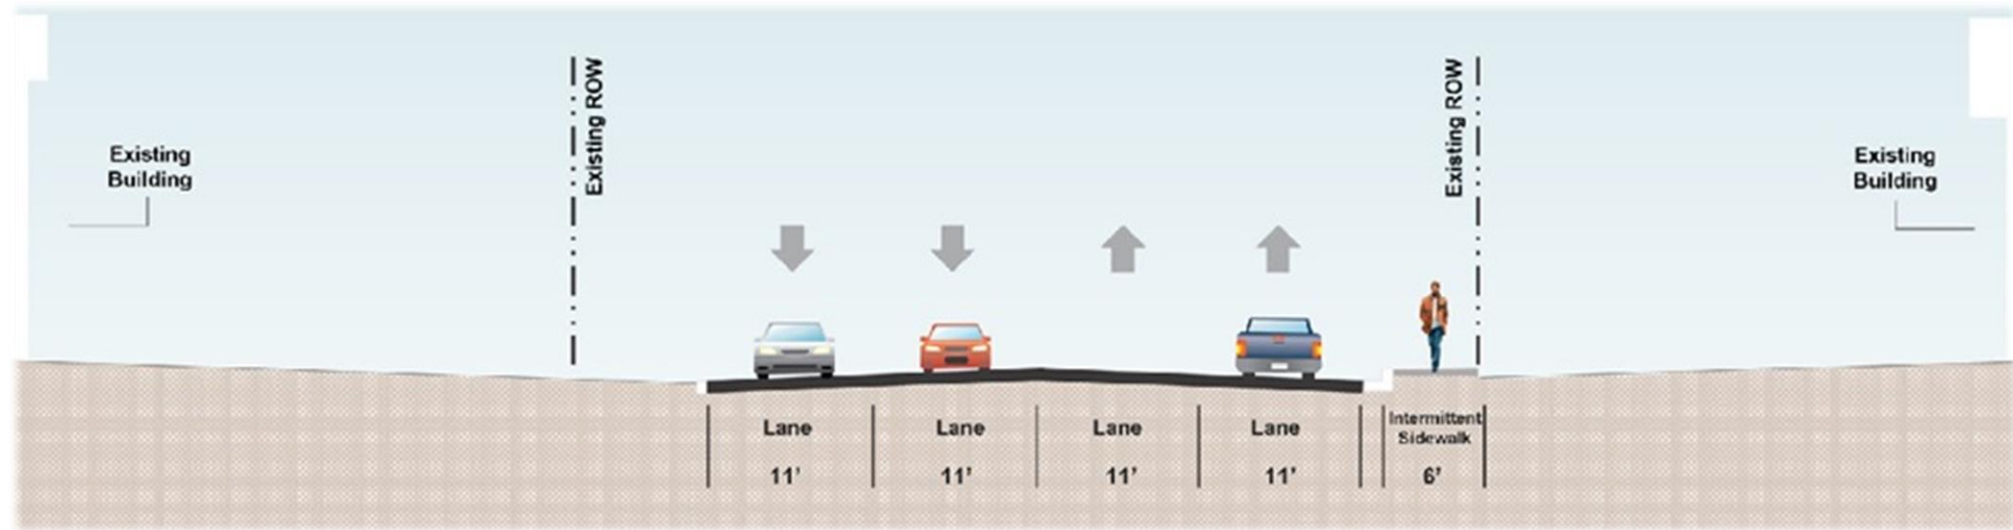 Existing ROW
Existing ROW
Existing
Building
Existing
Building
Lane
Lane
Lane
Lane
Intermittent
Sidewalk
11'
11'
11'
11'
6'